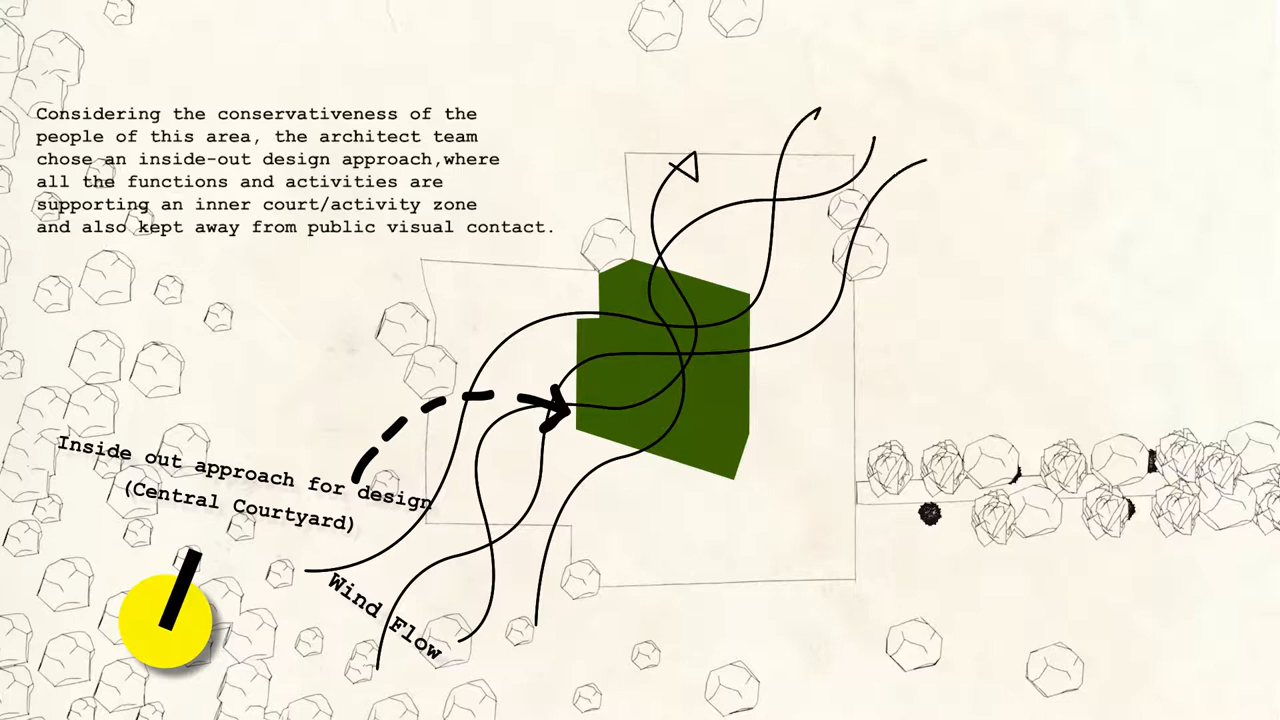 Considering the conservativeness of the
people of this area, the architect team
chose an inside-out design approach,where
all the functions and activities are
supporting an inner court/activity zone
and also kept away from public visual contact.
Inside out approach for design
(Central Courtyard)
Wind Flow